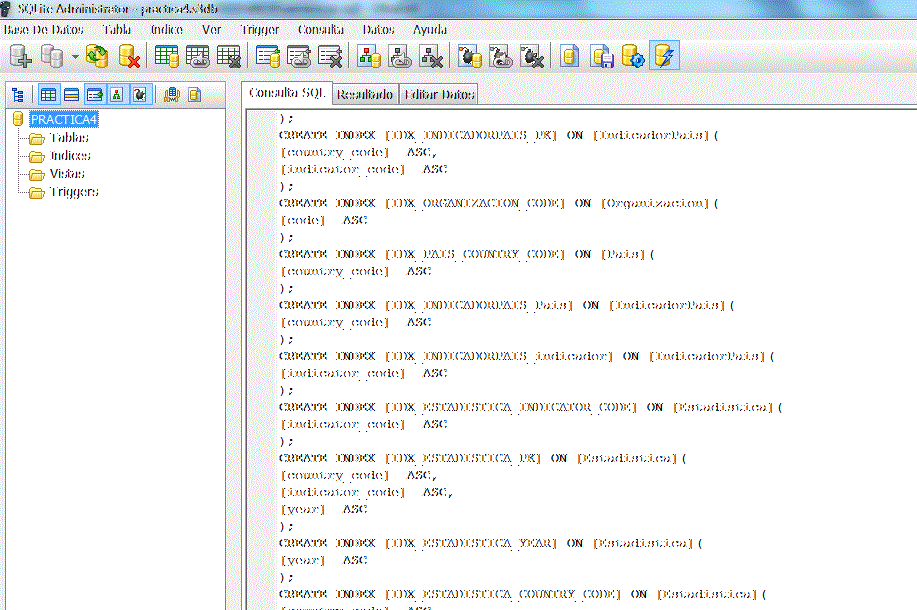 SQLite Administrator - practica4.s3db
Base De Datos Tabla Indice Ver Trigger Consulta Datos Ayuda
Consulta SQL Resultado Editar Datos
PRACTICA4
Tablas
Indices
Vistas
Triggers
);
CREATE INDEX [IDX_INDICADORPAIS_PK] ON [IndicadorPais](
[country_code] ASC,
[indicator_code] ASC
);
CREATE INDEX [IDX_ORGANIZACION_CODE] ON [Organizacion](
[code] ASC
);
CREATE INDEX [IDX_PAIS_COUNTRY_CODE] ON [Pais](
[country_code] ASC
);
CREATE INDEX [IDX_INDICADORPAIS_Pais] ON [IndicadorPais](
[country_code] ASC
);
CREATE INDEX [IDX_INDICADORPAIS_indicador] ON [IndicadorPais](
[indicator_code] ASC
);
CREATE INDEX [IDX_ESTADISTICA_INDICATOR_CODE] ON [Estadistica](
[indicator_code] ASC
);
CREATE INDEX [IDX_ESTADISTICA_PK] ON [Estadistica](
[country_code] ASC,
[indicator_code] ASC,
[year] ASC
);
CREATE INDEX [IDX_ESTADISTICA_YEAR] ON [Estadistica](
[year] ASC
);
CREATE INDEX [IDX_ESTADISTICA_COUNTRY_CODE] ON [Estadistica](